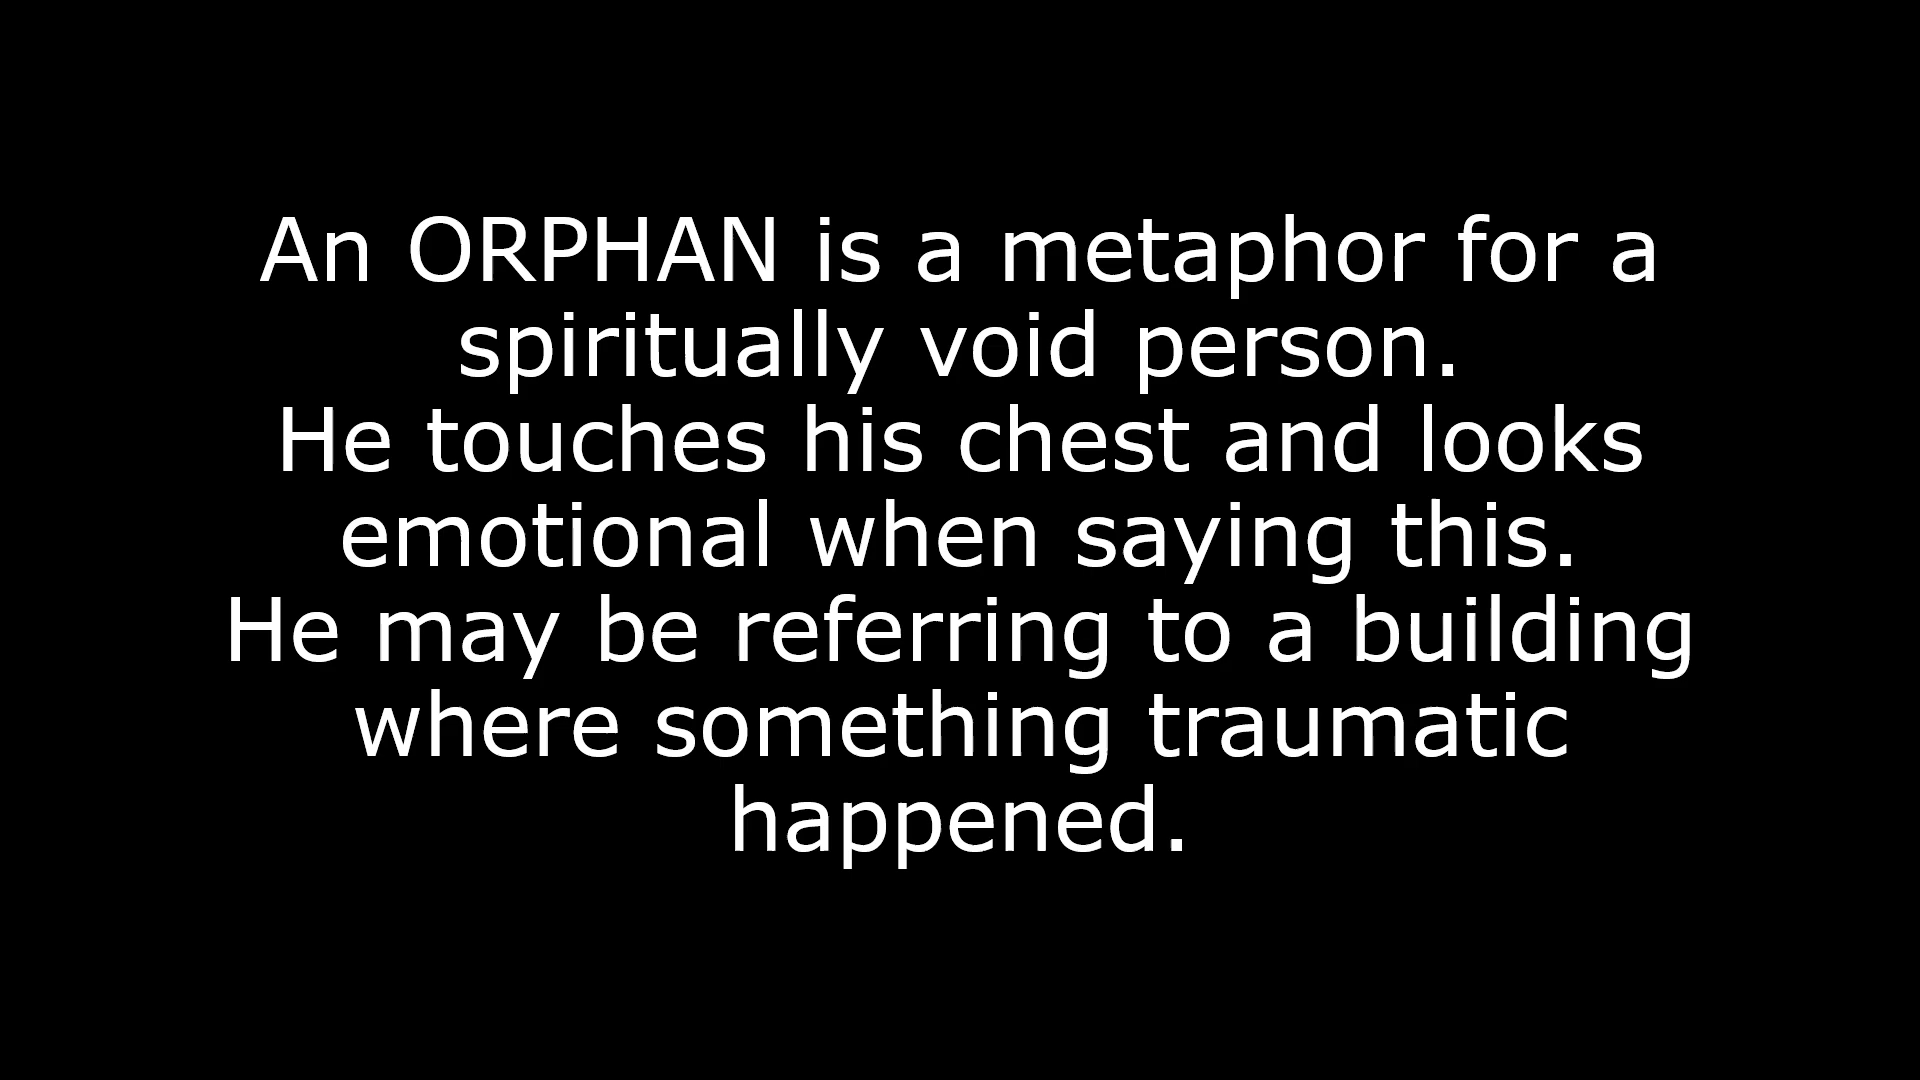 An ORPHAN is a metaphor for a
spiritually void person.
He touches his chest and looks
emotional when saying this.
He may be referring to a building
where something traumatic
happened.